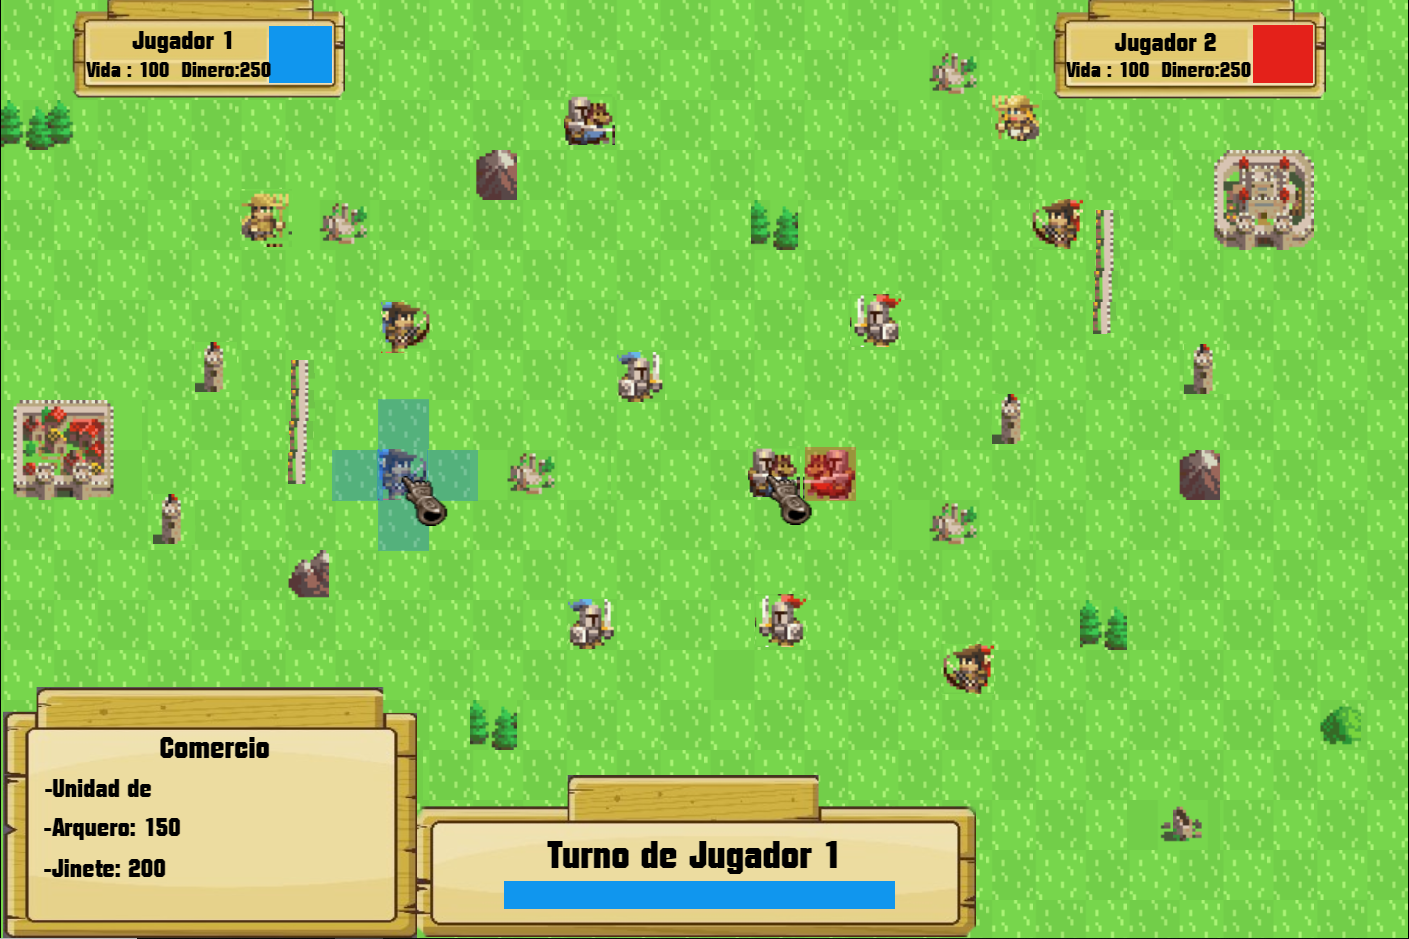 Jugador 1
Vida : 100 Dinero:250
Jugador 2
Vida : 100 Dinero:250
Comercio
-Unidad de
-Arquero: 150
-Jinete: 200
Turno de Jugador 1